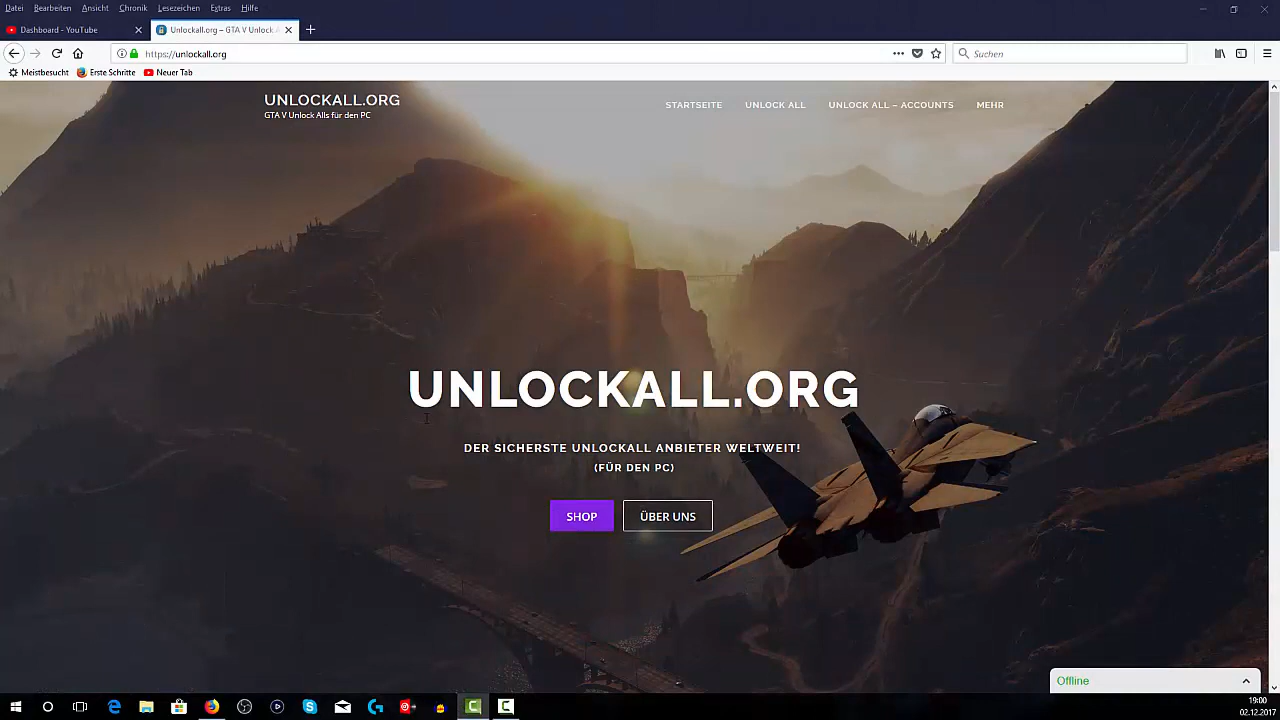 Datei Bearbeiten Ansicht Chronik Lesezeichen Extras Hilfe
Dashboard - YouTube
Unlockall.org – GTA V Unlock A
https://unlockall.org
Suchen
Meistbesucht Erste Schritte Neuer Tab
UNLOCKALL.ORG
GTA V Unlock Alls für den PC
STARTSEITE UNLOCK ALL UNLOCK ALL – ACCOUNTS MEHR
UNLOCKALL.ORG
DER SICHERSTE UNLOCKALL ANBIETER WELTWEIT!
(FÜR DEN PC)
SHOP ÜBER UNS
Offline
19:00
02.12.2017